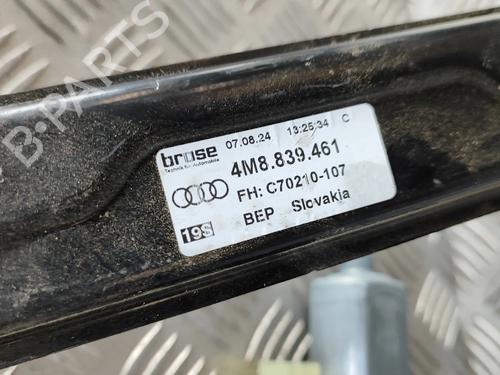 B-PARTS
brose
Technik für Automobile
07.08.24 13:25:34 C
4M8.839.461
FH: C70210-107
BEP Slovakia
19S